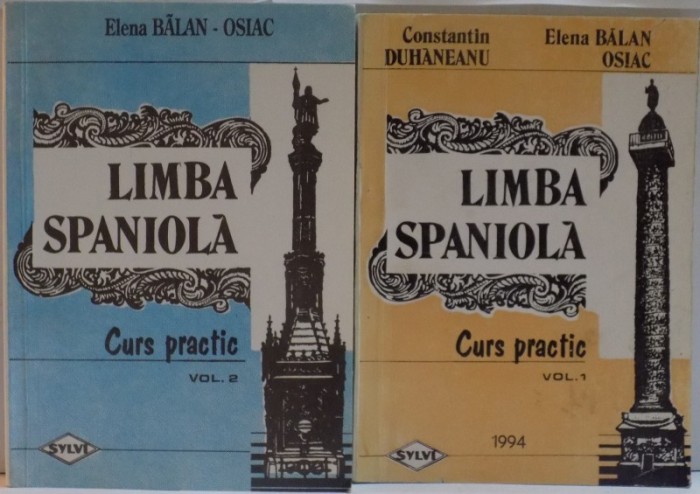 Elena BĂLAN - OSIAC
LIMBA
SPANIOLĂ
Curs practic
VOL. 2
SYLVI
Constantin
DUHĂNEANU
Elena BĂLAN
OSIAC
LIMBA
SPANIOLĂ
Curs practic
VOL. 1
1994
SYLVI